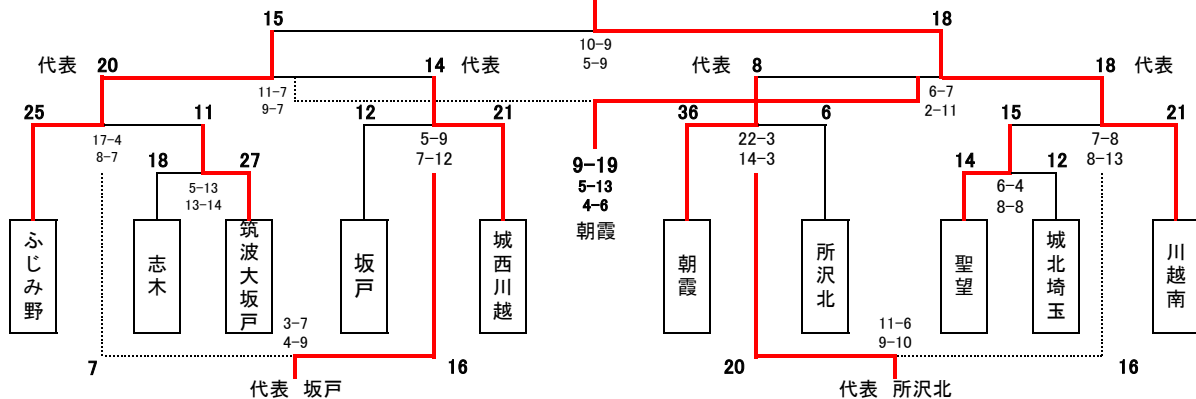 15 18
10-9
5-9
代表 20 14 代表 代表 8 18 代表
11-7 6-7
9-7 2-11
25 11 12 21 36 6 15 21
17-4 5-9 22-3 7-8
8-7 7-12 14-3 8-13
18 27 9-19 14 12
5-13 5-13 6-4
13-14 4-6 8-8
朝霞
ふじみ野 志木 筑波大坂戸 坂戸 城西川越 朝霞 所沢北 聖望 城北埼玉 川越南
3-7 11-6
4-9 9-10
7 16 20 16
代表 坂戸 代表 所沢北